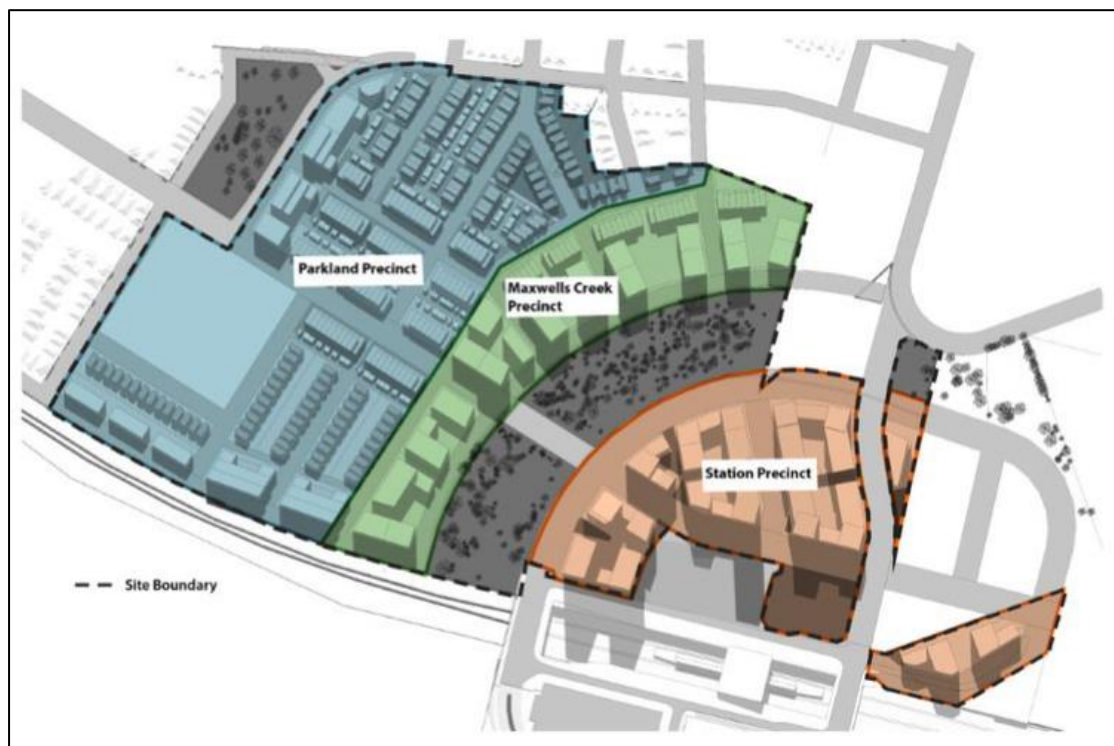 Parkland Precinct
Maxwells Creek
Precinct
Station Precinct
Site Boundary